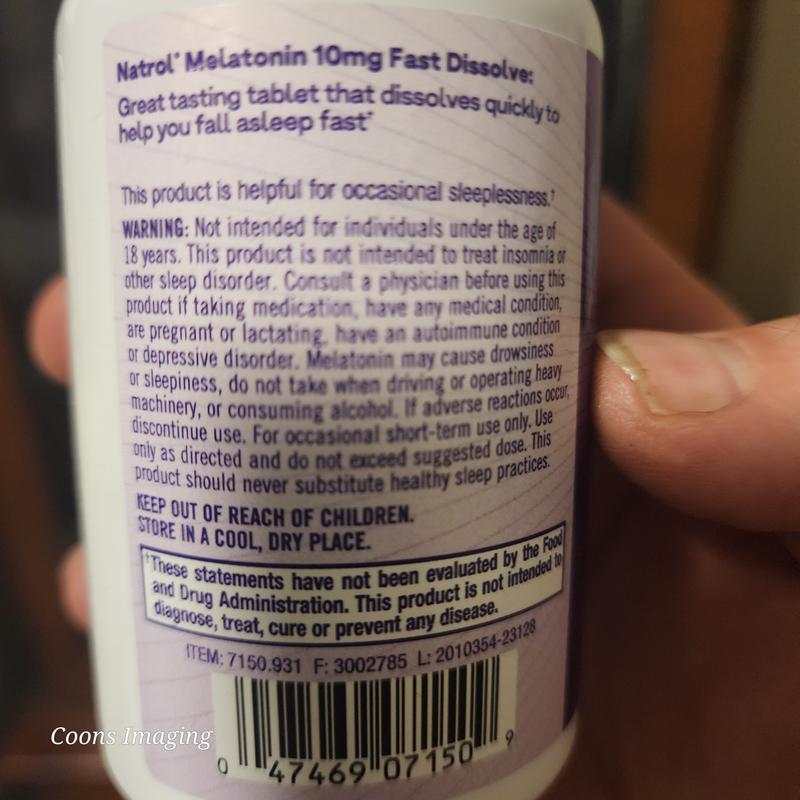 Natrol® Melatonin 10mg Fast Dissolve:
Great tasting tablet that dissolves quickly to
help you fall asleep fast†
This product is helpful for occasional sleeplessness.†
WARNING: Not intended for individuals under the age of
18 years. This product is not intended to treat insomnia or
other sleep disorder. Consult a physician before using this
product if taking medication, have any medical condition,
are pregnant or lactating, have an autoimmune condition
or depressive disorder. Melatonin may cause drowsiness
or sleepiness, do not take when driving or operating heavy
machinery, or consuming alcohol. If adverse reactions occur,
discontinue use. For occasional short-term use only. Use
only as directed and do not exceed suggested dose. This
product should never substitute healthy sleep practices.
KEEP OUT OF REACH OF CHILDREN.
STORE IN A COOL, DRY PLACE.
†These statements have not been evaluated by the Food
and Drug Administration. This product is not intended to
diagnose, treat, cure or prevent any disease.
ITEM: 7150.931 F: 3002785 L: 2010354-23128
0 47469 07150 9
Coons Imaging